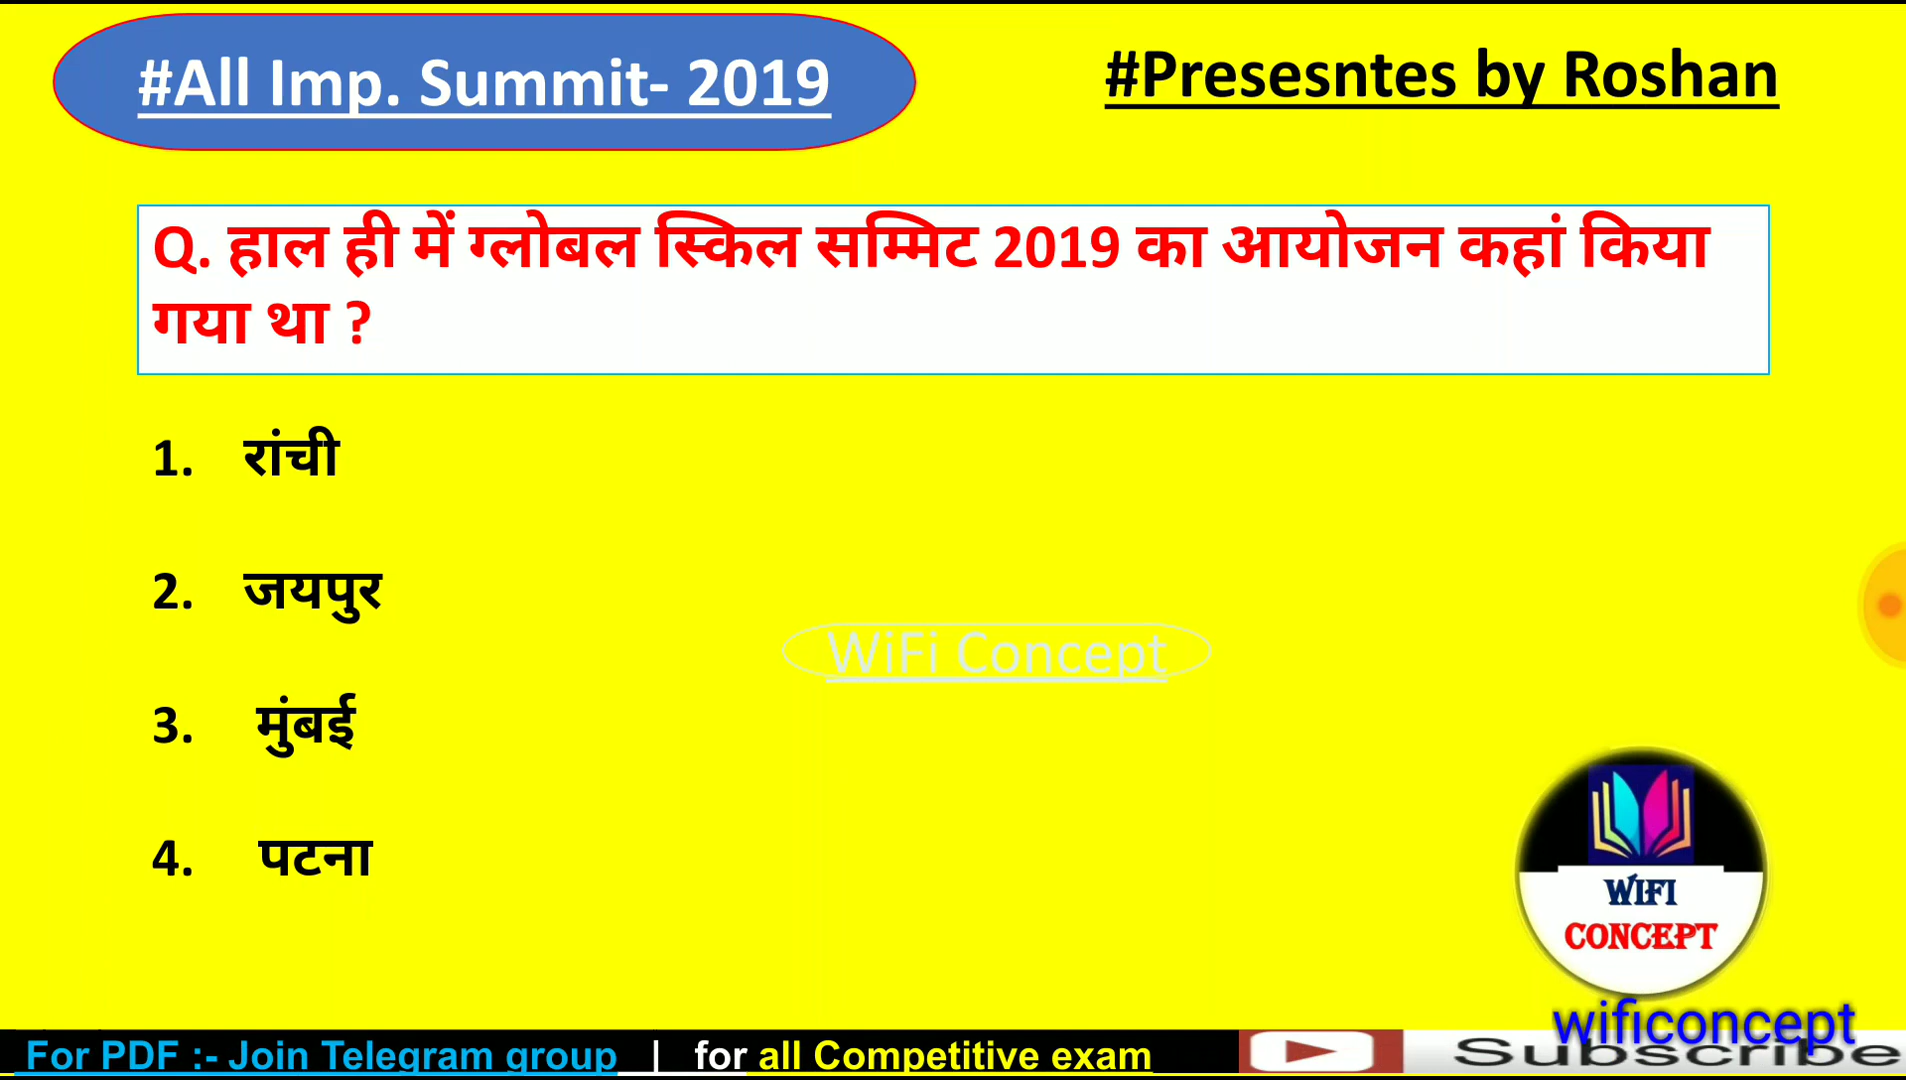 #All Imp. Summit- 2019
#Presesntes by Roshan
Q. हाल ही में ग्लोबल स्किल सम्मिट 2019 का आयोजन कहां किया
गया था ?
1. रांची
2. जयपुर
WiFi Concept
3. मुंबई
4. पटना
WIFI
CONCEPT
wificoncept
For PDF :- Join Telegram group | for all Competitive exam
Subscribe